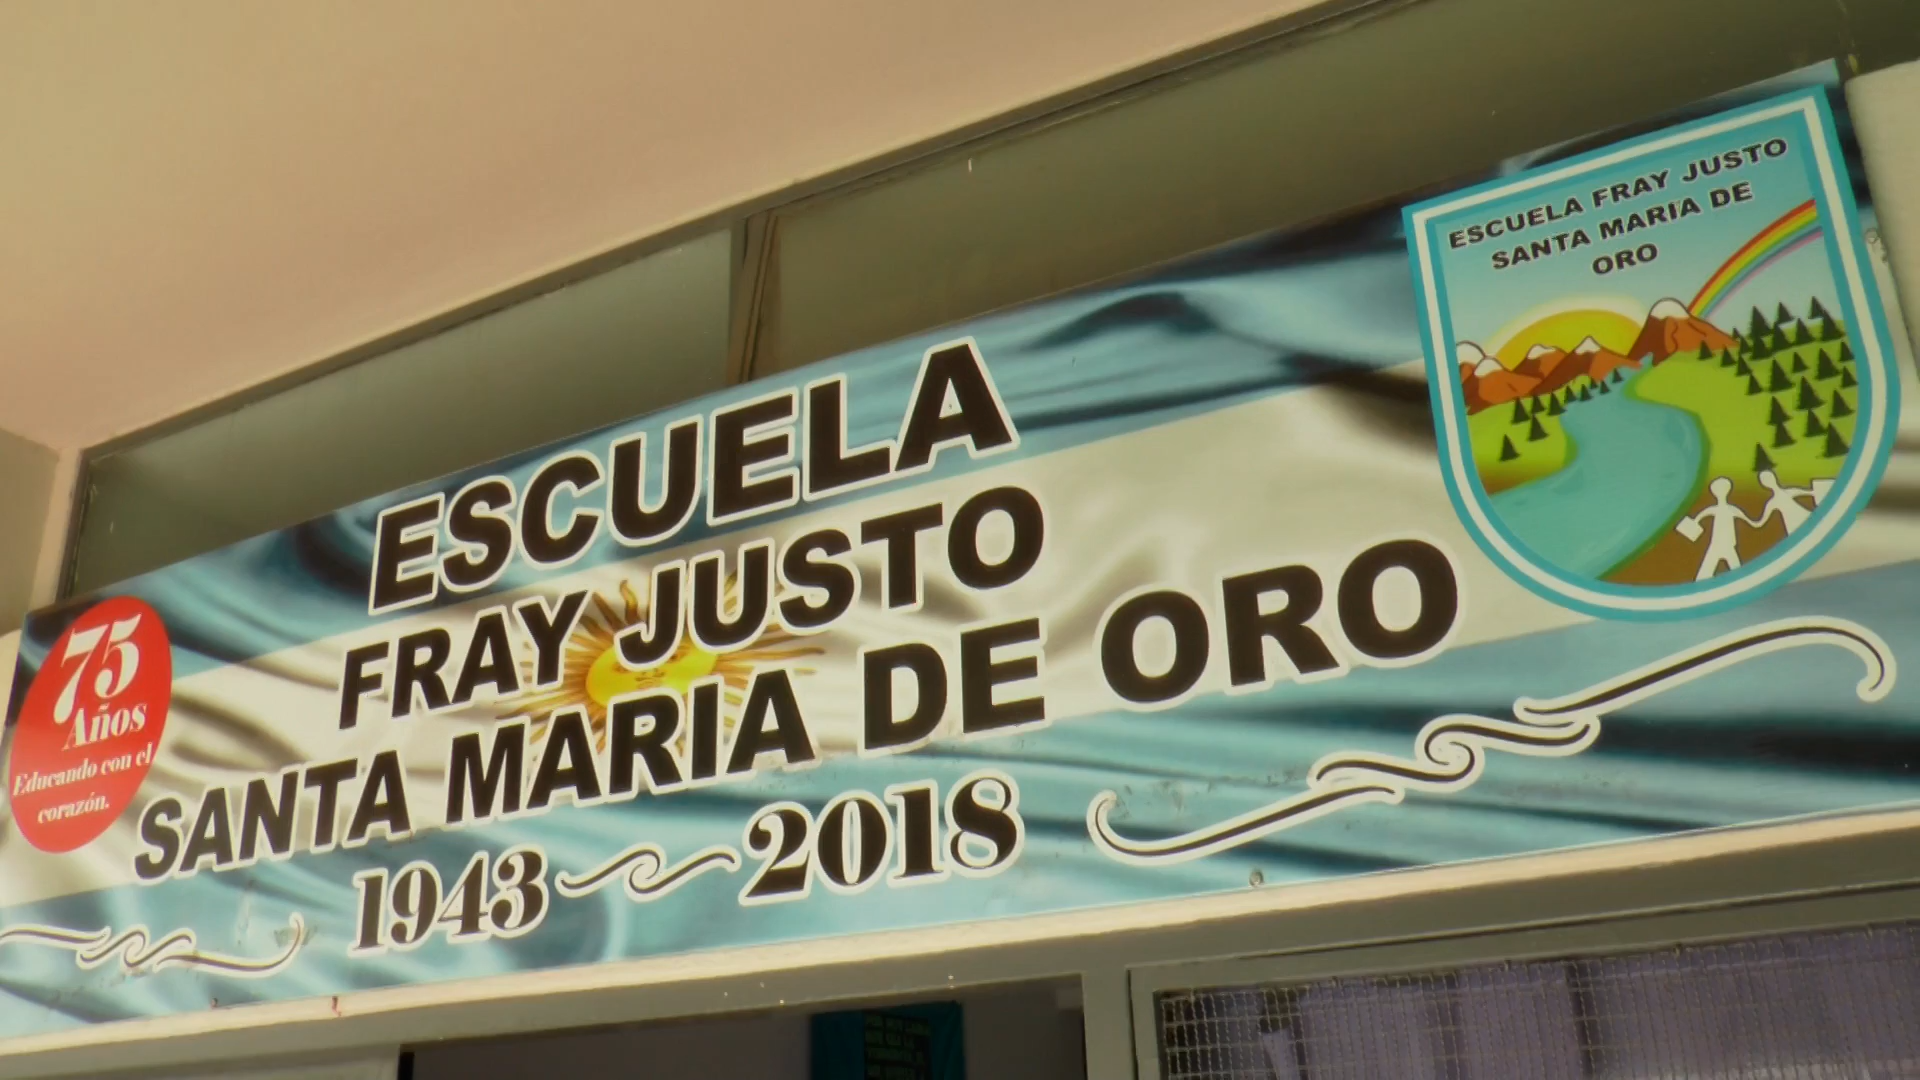 ESCUELA
FRAY JUSTO
SANTA MARIA DE ORO
1943 2018
75
Años
Educando con el
corazón.
ESCUELA FRAY JUSTO
SANTA MARIA DE
ORO